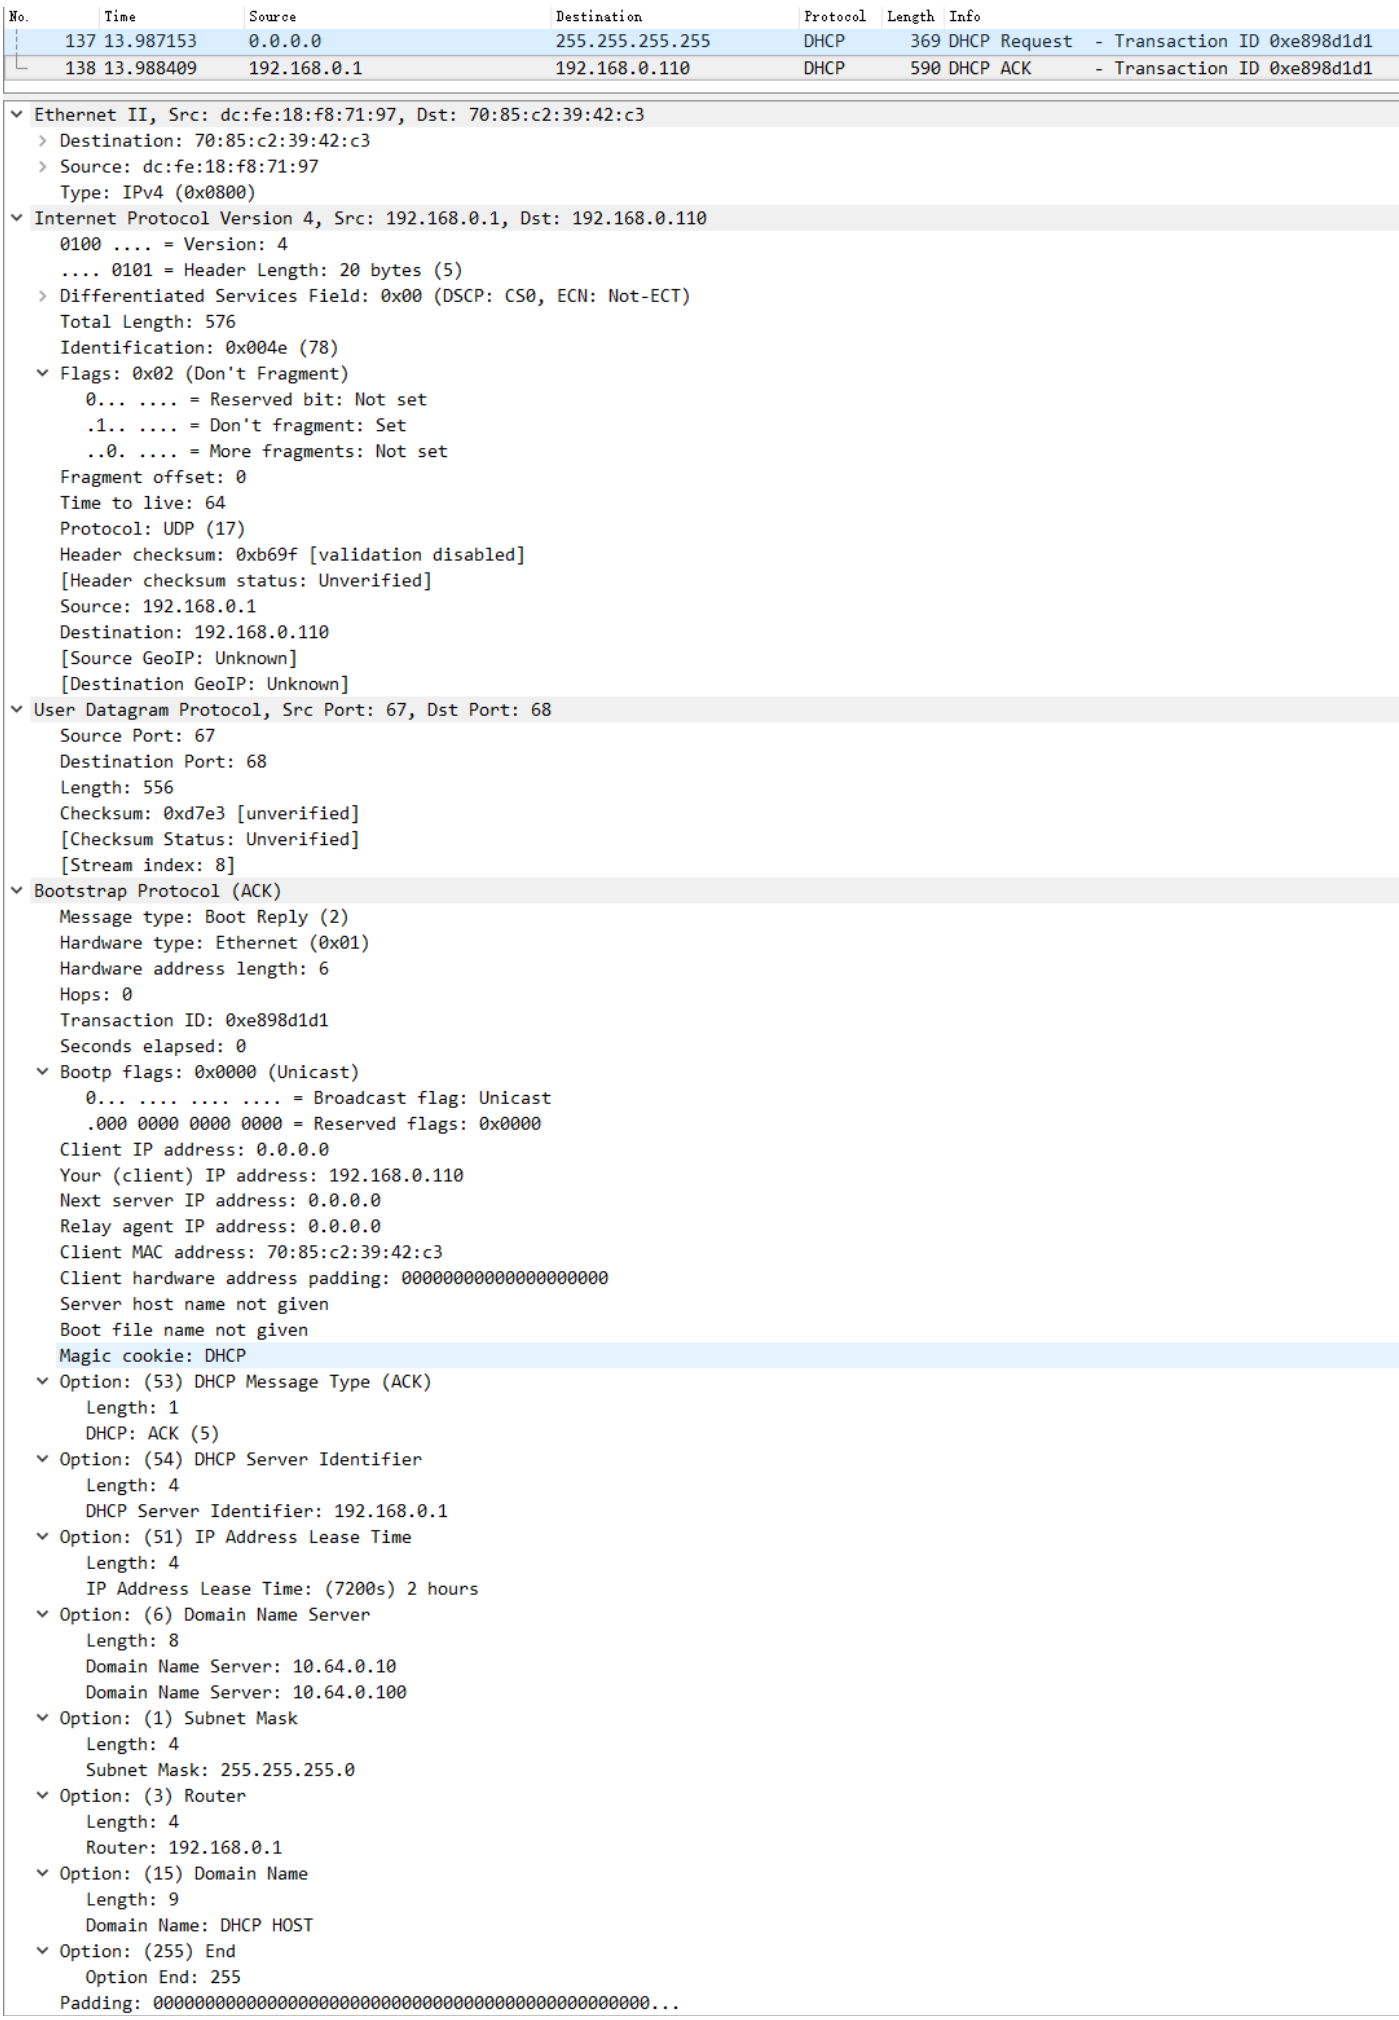 No. Time Source Destination Protocol Length Info
137 13.987153 0.0.0.0 255.255.255.255 DHCP 369 DHCP Request - Transaction ID 0xe898d1d1
138 13.988409 192.168.0.1 192.168.0.110 DHCP 590 DHCP ACK - Transaction ID 0xe898d1d1
Ethernet II, Src: dc:fe:18:f8:71:97, Dst: 70:85:c2:39:42:c3
Destination: 70:85:c2:39:42:c3
Source: dc:fe:18:f8:71:97
Type: IPv4 (0x0800)
Internet Protocol Version 4, Src: 192.168.0.1, Dst: 192.168.0.110
0100 .... = Version: 4
.... 0101 = Header Length: 20 bytes (5)
Differentiated Services Field: 0x00 (DSCP: CS0, ECN: Not-ECT)
Total Length: 576
Identification: 0x004e (78)
Flags: 0x02 (Don't Fragment)
0... .... = Reserved bit: Not set
.1.. .... = Don't fragment: Set
..0. .... = More fragments: Not set
Fragment offset: 0
Time to live: 64
Protocol: UDP (17)
Header checksum: 0xb69f [validation disabled]
[Header checksum status: Unverified]
Source: 192.168.0.1
Destination: 192.168.0.110
[Source GeoIP: Unknown]
[Destination GeoIP: Unknown]
User Datagram Protocol, Src Port: 67, Dst Port: 68
Source Port: 67
Destination Port: 68
Length: 556
Checksum: 0xd7e3 [unverified]
[Checksum Status: Unverified]
[Stream index: 8]
Bootstrap Protocol (ACK)
Message type: Boot Reply (2)
Hardware type: Ethernet (0x01)
Hardware address length: 6
Hops: 0
Transaction ID: 0xe898d1d1
Seconds elapsed: 0
Bootp flags: 0x0000 (Unicast)
0... .... .... .... = Broadcast flag: Unicast
.000 0000 0000 0000 = Reserved flags: 0x0000
Client IP address: 0.0.0.0
Your (client) IP address: 192.168.0.110
Next server IP address: 0.0.0.0
Relay agent IP address: 0.0.0.0
Client MAC address: 70:85:c2:39:42:c3
Client hardware address padding: 00000000000000000000
Server host name not given
Boot file name not given
Magic cookie: DHCP
Option: (53) DHCP Message Type (ACK)
Length: 1
DHCP: ACK (5)
Option: (54) DHCP Server Identifier
Length: 4
DHCP Server Identifier: 192.168.0.1
Option: (51) IP Address Lease Time
Length: 4
IP Address Lease Time: (7200s) 2 hours
Option: (6) Domain Name Server
Length: 8
Domain Name Server: 10.64.0.10
Domain Name Server: 10.64.0.100
Option: (1) Subnet Mask
Length: 4
Subnet Mask: 255.255.255.0
Option: (3) Router
Length: 4
Router: 192.168.0.1
Option: (15) Domain Name
Length: 9
Domain Name: DHCP HOST
Option: (255) End
Option End: 255
Padding: 000000000000000000000000000000000000000000000000...